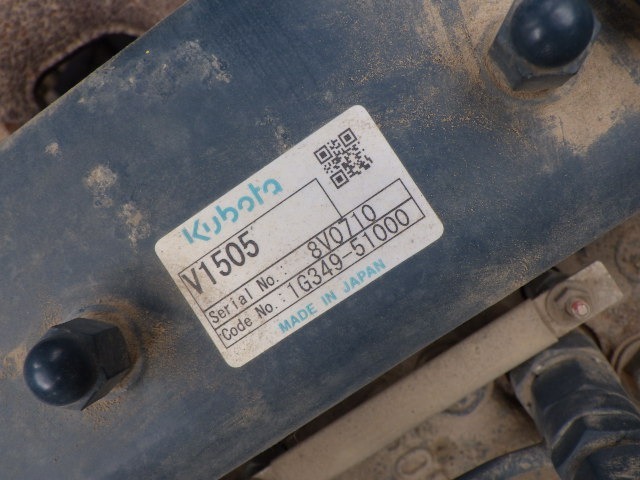 Kubota
V1505
Serial No.: 8V0710
Code No.: 1G349-51000
MADE IN JAPAN